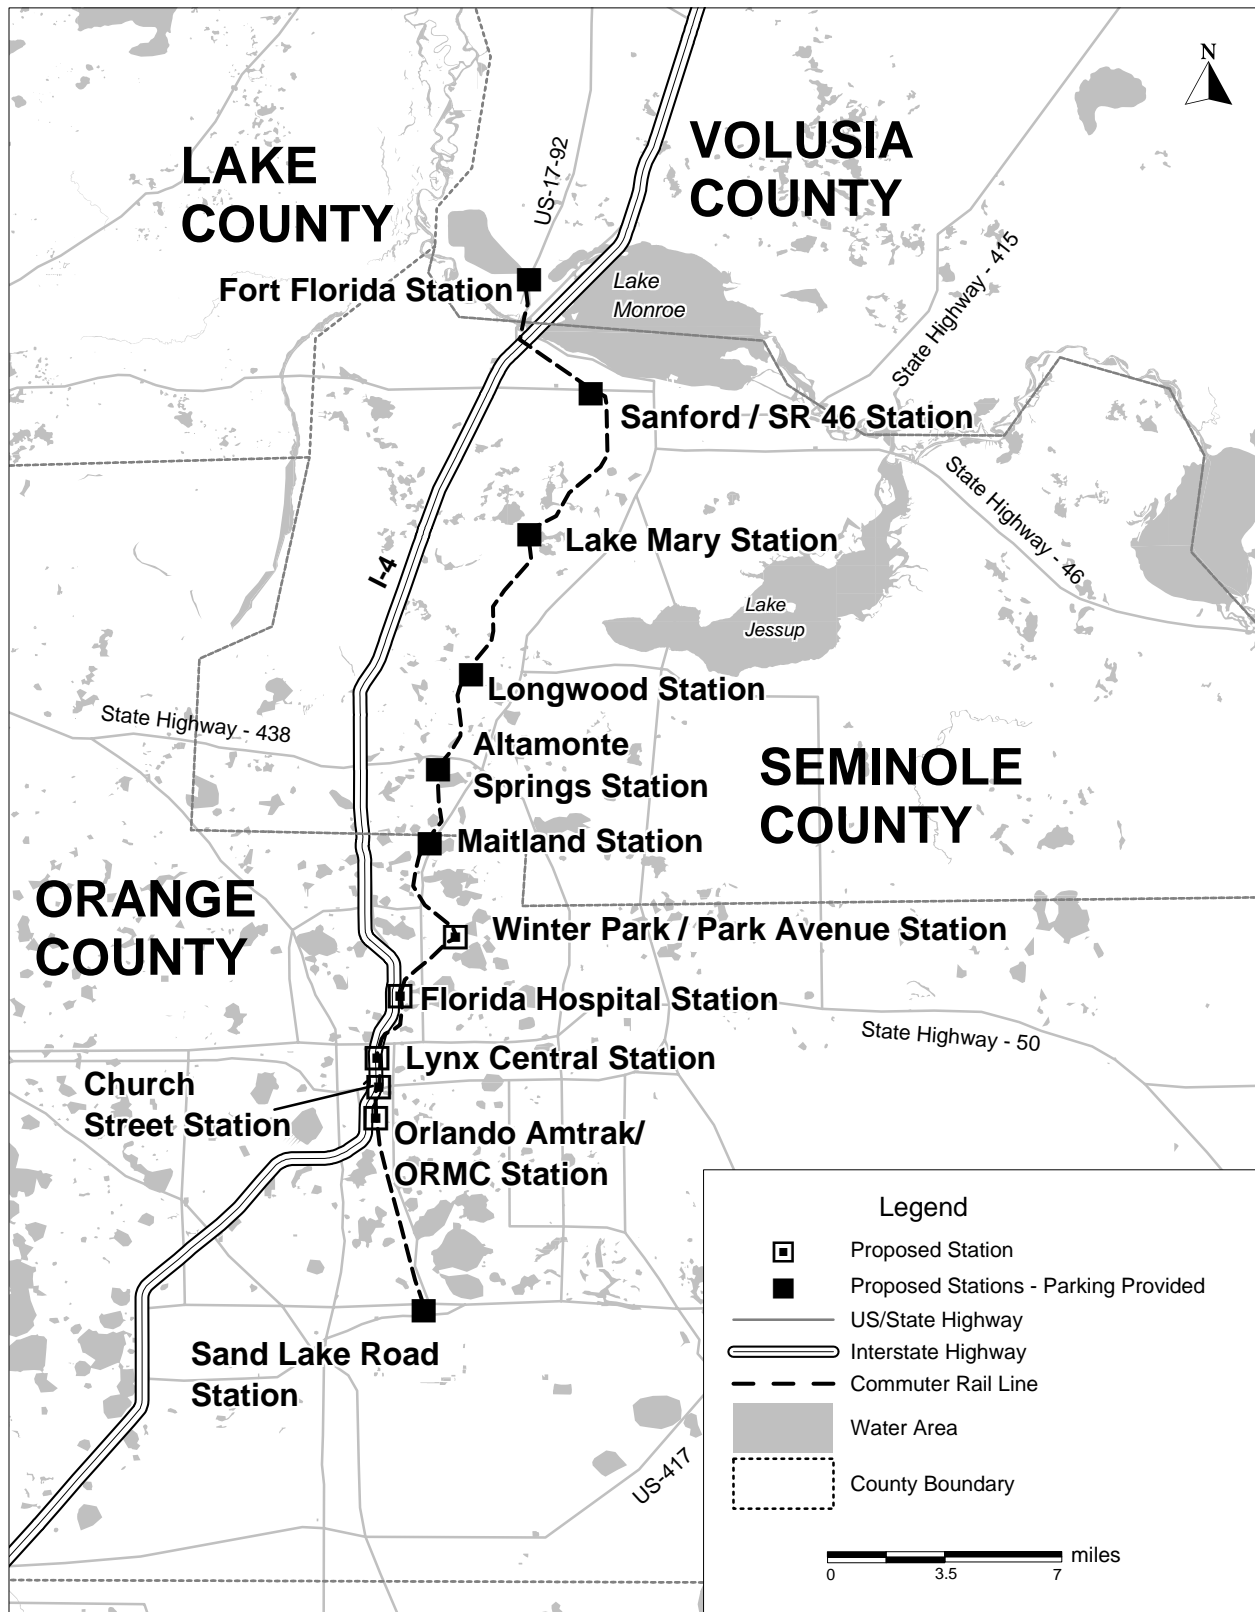 N
LAKE
COUNTY
VOLUSIA
COUNTY
US-17-92
Fort Florida Station
Lake
Monroe
State Highway - 415
Sanford / SR 46 Station
State Highway - 46
Lake Mary Station
I-4
Lake
Jessup
Longwood Station
State Highway - 438
Altamonte
Springs Station
SEMINOLE
COUNTY
Maitland Station
ORANGE
COUNTY
Winter Park / Park Avenue Station
Florida Hospital Station
State Highway - 50
Lynx Central Station
Church
Street Station
Orlando Amtrak/
ORMC Station
Sand Lake Road
Station
US-417
Legend
Proposed Station
Proposed Stations - Parking Provided
US/State Highway
Interstate Highway
Commuter Rail Line
Water Area
County Boundary
miles
0 3.5 7